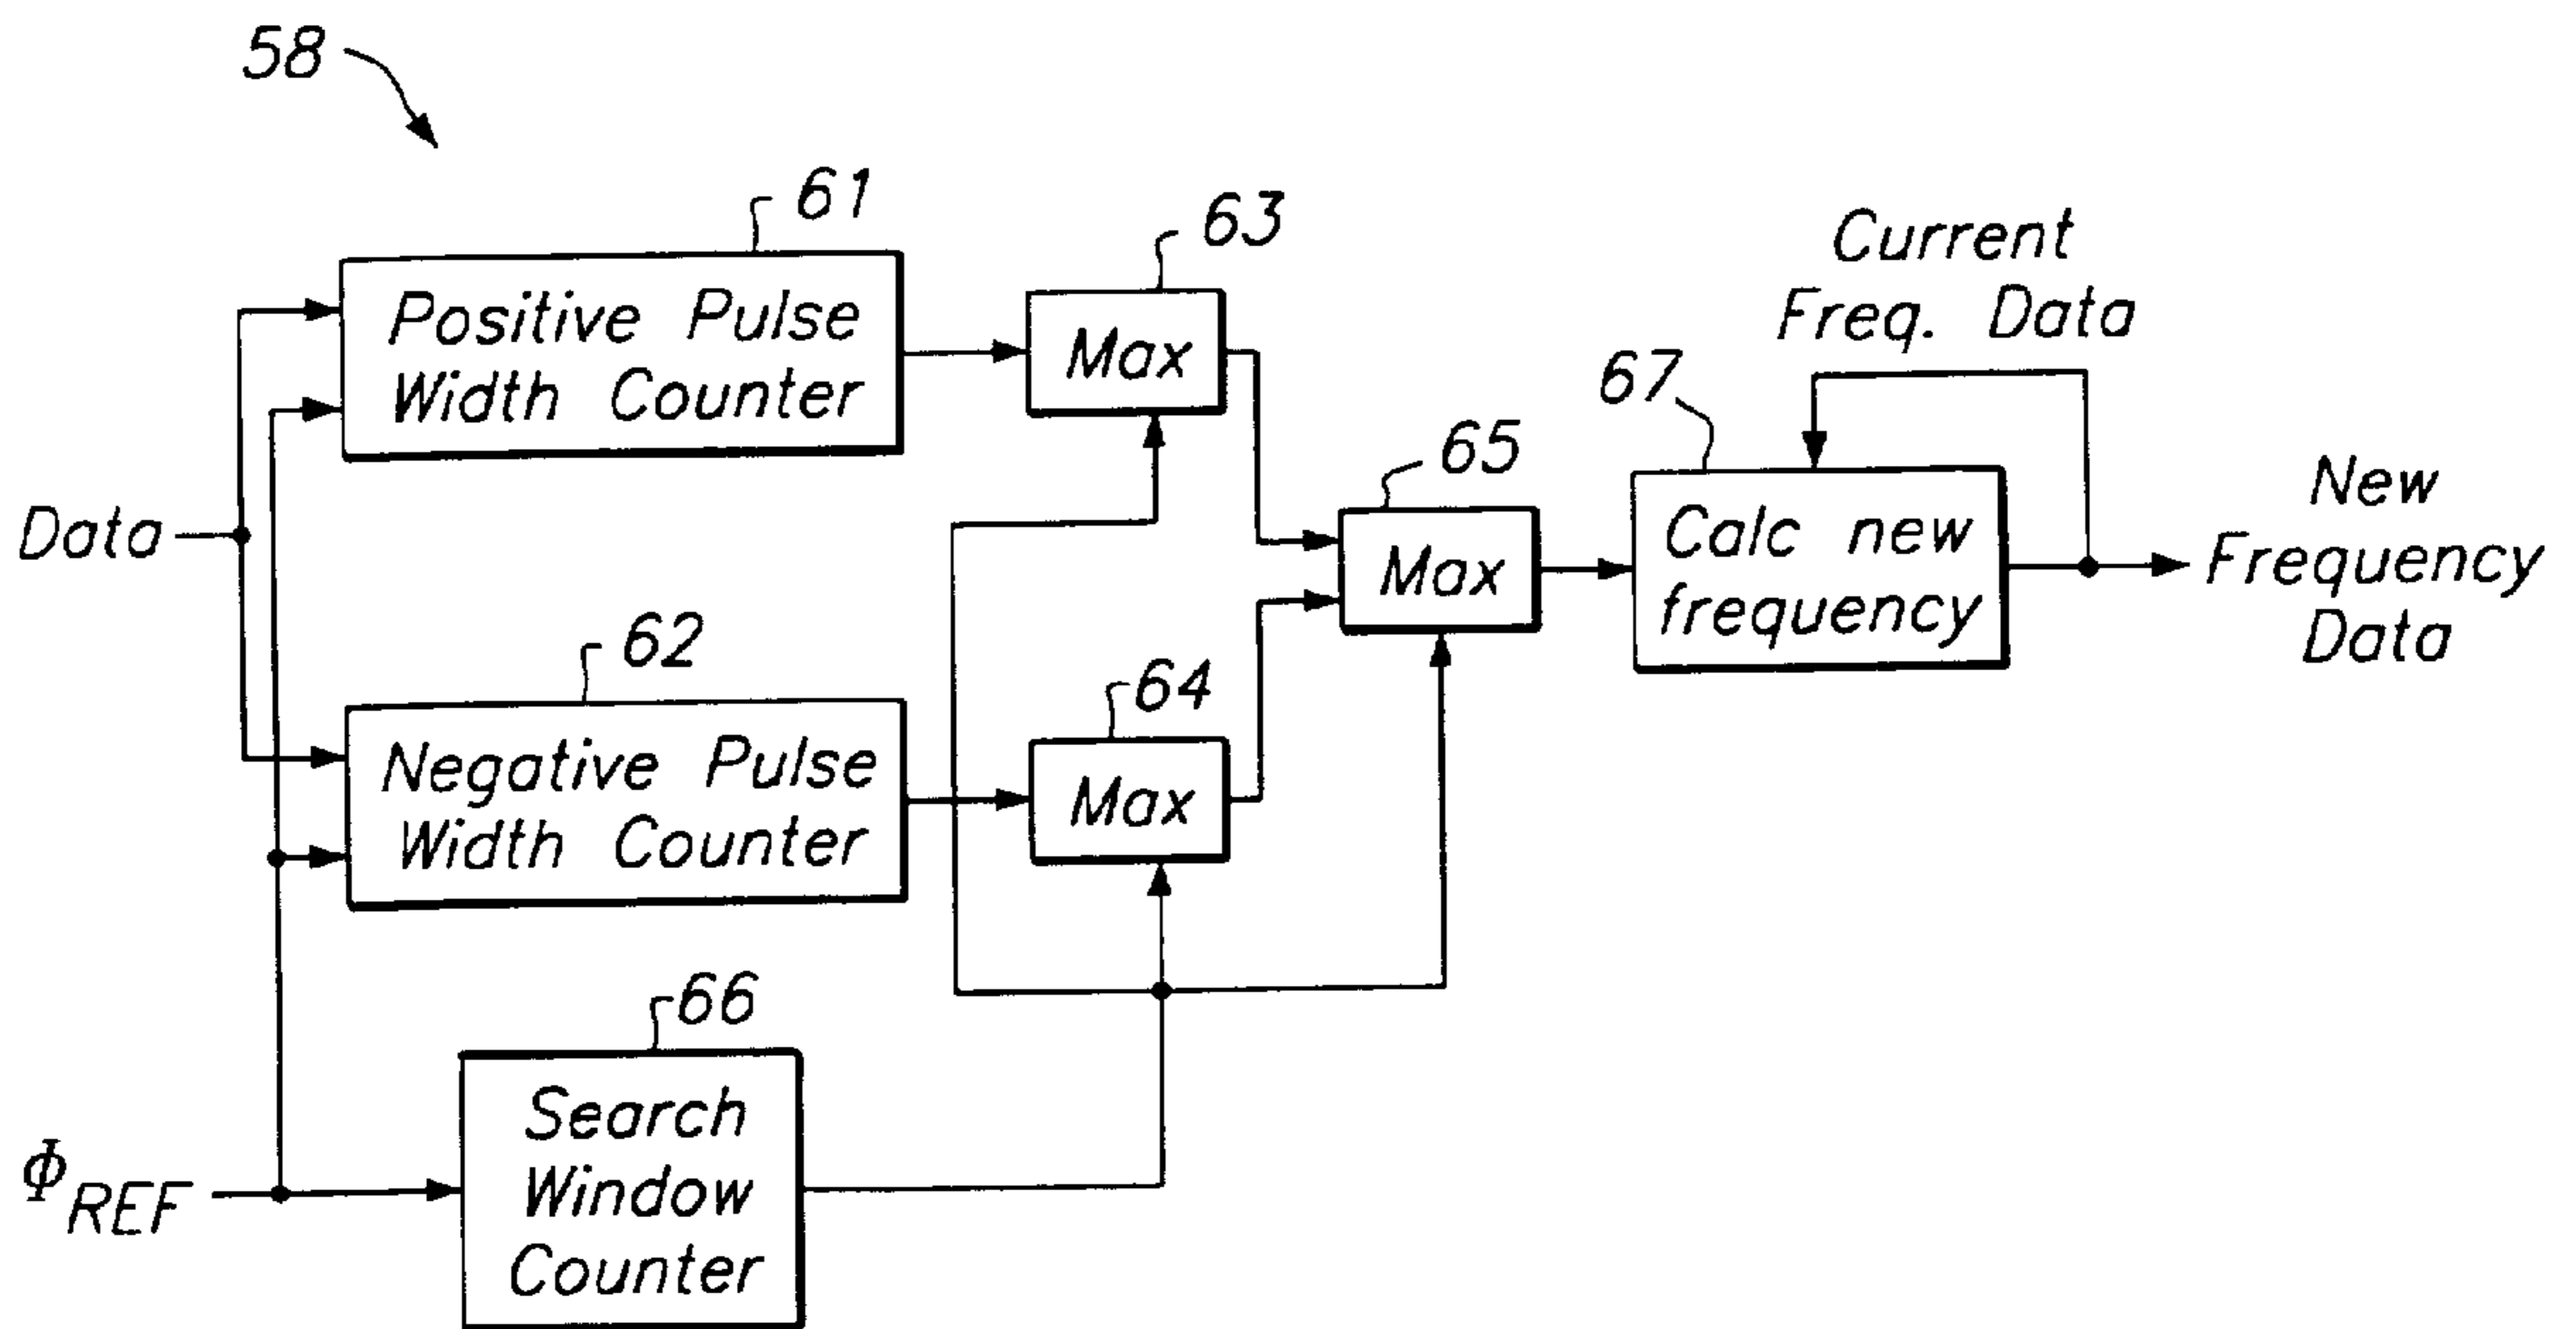 58
61
Positive Pulse
Width Counter
63
Max
Current
Freq. Data
67
Calc new
frequency
New
Frequency
Data
65
Max
Data
62
Negative Pulse
Width Counter
64
Max
66
Search
Window
Counter
Φ REF